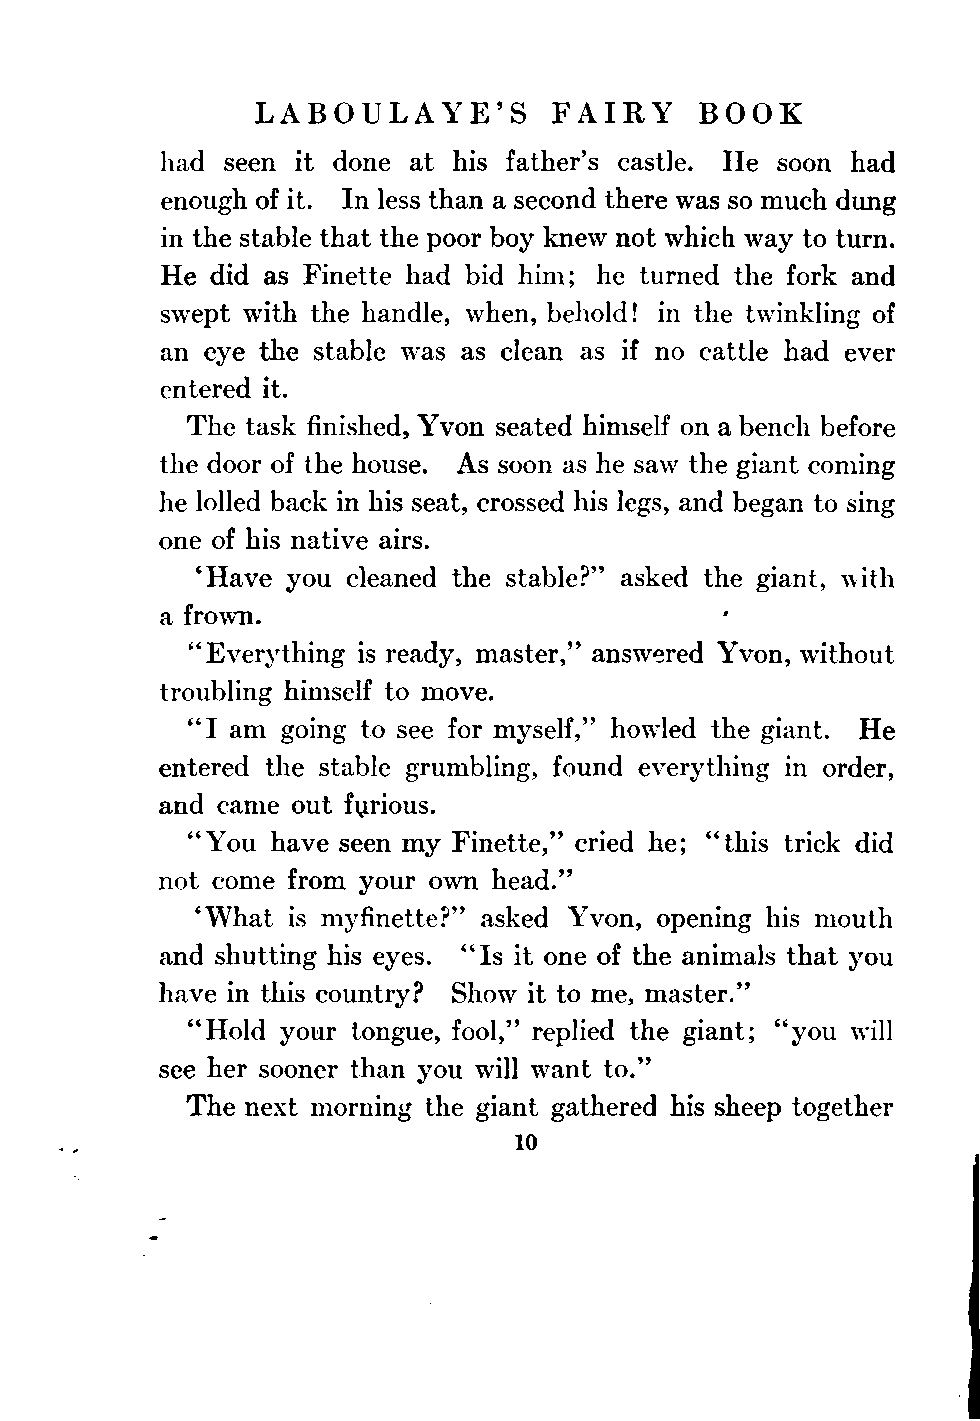 LABOULAYE'S FAIRY BOOK
had seen it done at his father's castle. He soon had
enough of it. In less than a second there was so much dung
in the stable that the poor boy knew not which way to turn.
He did as Finette had bid him; he turned the fork and
swept with the handle, when, behold! in the twinkling of
an eye the stable was as clean as if no cattle had ever
entered it.
The task finished, Yvon seated himself on a bench before
the door of the house. As soon as he saw the giant coming
he lolled back in his seat, crossed his legs, and began to sing
one of his native airs.
‘Have you cleaned the stable?” asked the giant, with
a frown.
“Everything is ready, master,” answered Yvon, without
troubling himself to move.
“I am going to see for myself,” howled the giant. He
entered the stable grumbling, found everything in order,
and came out furious.
“You have seen my Finette,” cried he; “this trick did
not come from your own head.”
‘What is myfinette?” asked Yvon, opening his mouth
and shutting his eyes. “Is it one of the animals that you
have in this country? Show it to me, master.”
“Hold your tongue, fool,” replied the giant; “you will
see her sooner than you will want to.”
The next morning the giant gathered his sheep together
10